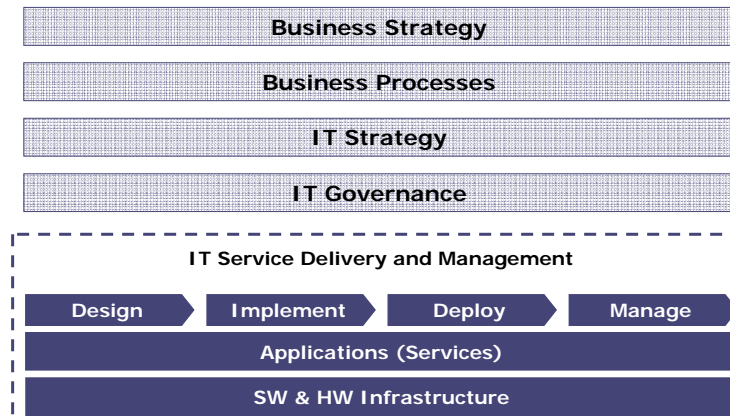 Business Strategy
Business Processes
IT Strategy
IT Governance
IT Service Delivery and Management
Design
Implement
Deploy
Manage
Applications (Services)
SW & HW Infrastructure